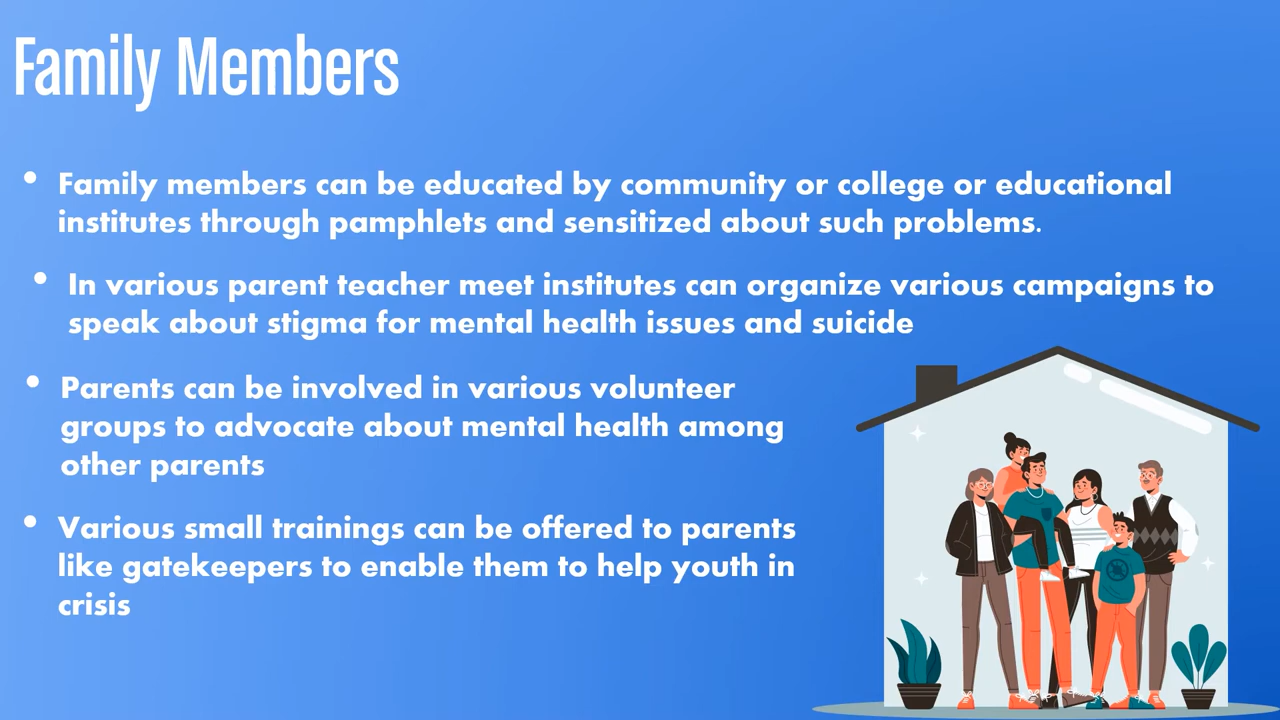 Family Members
• Family members can be educated by community or college or educational
institutes through pamphlets and sensitized about such problems.
• In various parent teacher meet institutes can organize various campaigns to
speak about stigma for mental health issues and suicide
• Parents can be involved in various volunteer
groups to advocate about mental health among
other parents
• Various small trainings can be offered to parents
like gatekeepers to enable them to help youth in
crisis